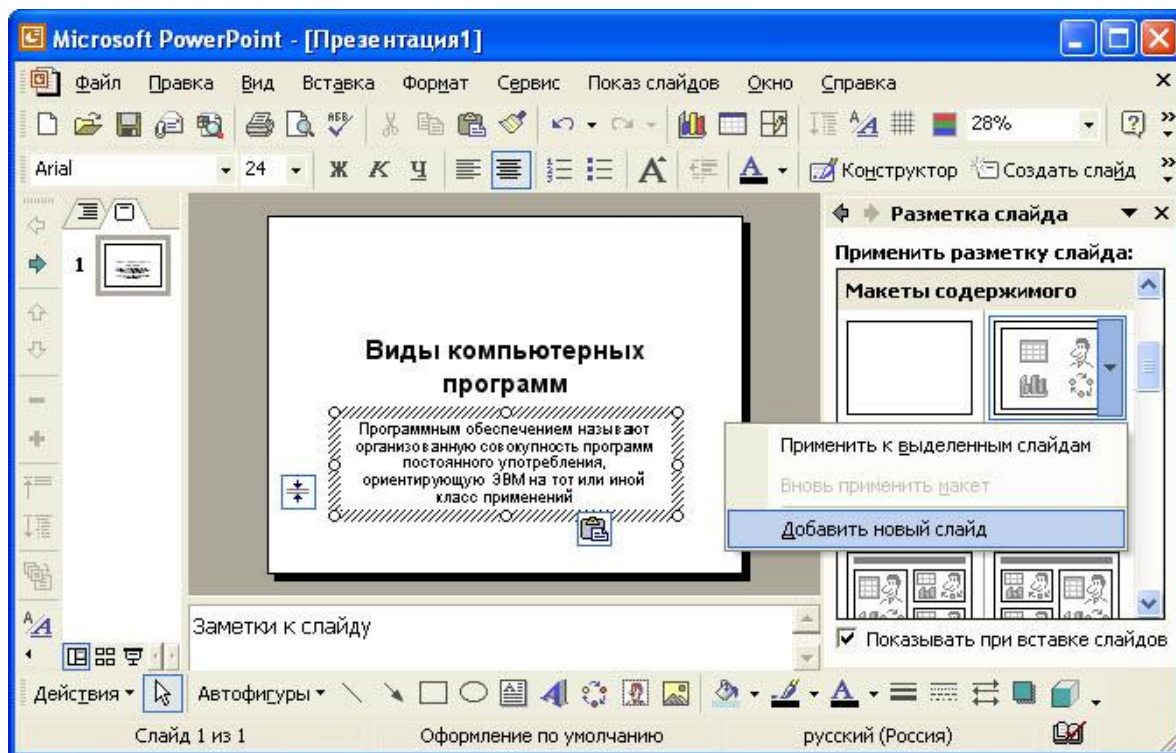 Microsoft PowerPoint - [Презентация1]
Файл Правка Вид Вставка Формат Сервис Показ слайдов Окно Справка
28%
Arial 24 Ж К Ч Конструктор Создать слайд
Разметка слайда
1
Применить разметку слайда:
Макеты содержимого
Виды компьютерных
программ
Программным обеспечением называют
организованную совокупность программ
постоянного употребления,
ориентирующую ЭВМ на тот или иной
класс применений
Применить к выделенным слайдам
Вновь применить макет
Добавить новый слайд
Заметки к слайду
Показывать при вставке слайдов
Действия Автофигуры
Слайд 1 из 1 Оформление по умолчанию русский (Россия)